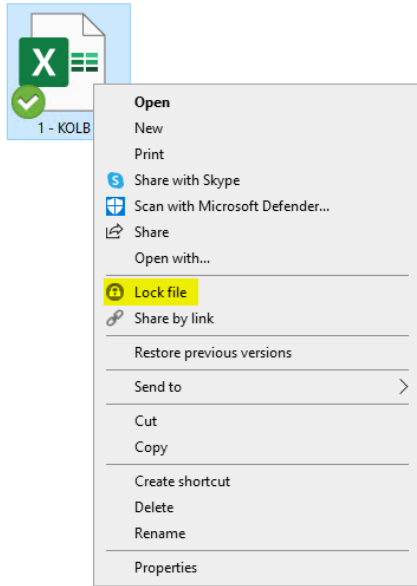 X
1 - KOLB
Open
New
Print
S Share with Skype
Scan with Microsoft Defender...
Share
Open with...
Lock file
Share by link
Restore previous versions
Send to
Cut
Copy
Create shortcut
Delete
Rename
Properties